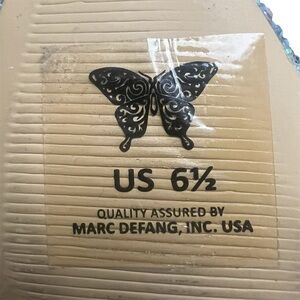 US 6½
QUALITY ASSURED BY
MARC DEFANG, INC. USA